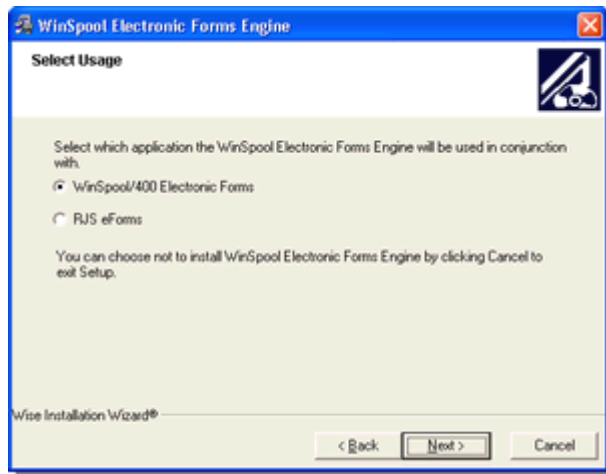 WinSpool Electronic Forms Engine
Select Usage
Select which application the WinSpool Electronic Forms Engine will be used in conjunction
with.
WinSpool/400 Electronic Forms
RJS eForms
You can choose not to install WinSpool Electronic Forms Engine by clicking Cancel to
exit Setup.
Wise Installation Wizard®
< Back Next > Cancel